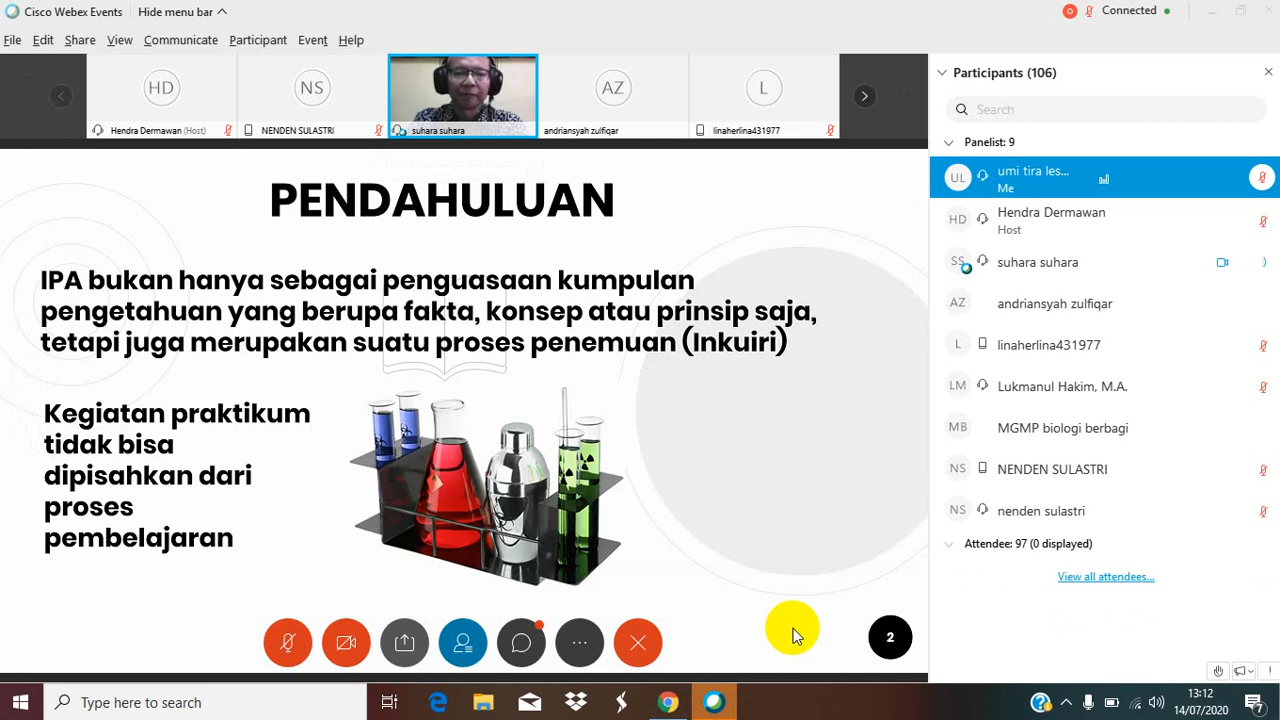 Cisco Webex Events
Hide menu bar
Connected
File Edit Share View Communicate Participant Event Help
HD
NS
AZ
L
Hendra Dermawan (Host)
NENDEN SULASTRI
suhara suhara
andriansyah zulfiqar
linaherlina431977
PENDAHULUAN
IPA bukan hanya sebagai penguasaan kumpulan
pengetahuan yang berupa fakta, konsep atau prinsip saja,
tetapi juga merupakan suatu proses penemuan (Inkuiri)
Kegiatan praktikum
tidak bisa
dipisahkan dari
proses
pembelajaran
2
Participants (106)
Search
Panelist: 9
UL umi tira les...
Me
HD Hendra Dermawan
Host
SS suhara suhara
AZ andriansyah zulfiqar
L linaherlina431977
LM Lukmanul Hakim, M.A.
MB MGMP biologi berbagi
NS NENDEN SULASTRI
NS nenden sulastri
Attendee: 97 (0 displayed)
View all attendees...
Type here to search
13:12
14/07/2020
7